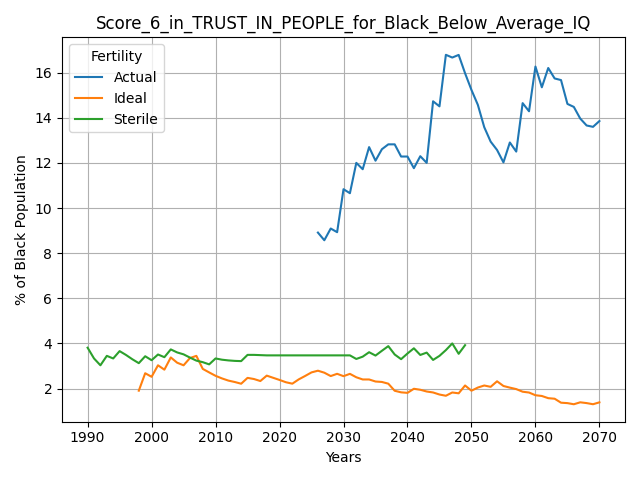 Score_6_in_TRUST_IN_PEOPLE_for_Black_Below_Average_IQ
Fertility
Actual
Ideal
Sterile
% of Black Population
16
14
12
10
8
6
4
2
1990 2000 2010 2020 2030 2040 2050 2060 2070
Years